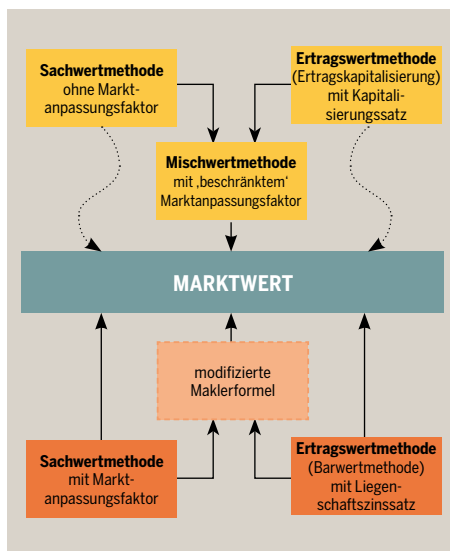 Sachwertmethode
ohne Markt-
anpassungsfaktor
Ertragswertmethode
(Ertragskapitalisierung)
mit Kapitali-
sierungssatz
Mischwertmethode
mit ‚beschränktem‘
Marktanpassungsfaktor
MARKTWERT
modifizierte
Maklerformel
Sachwertmethode
mit Markt-
anpassungsfaktor
Ertragswertmethode
(Barwertmethode)
mit Liegen-
schaftszinssatz